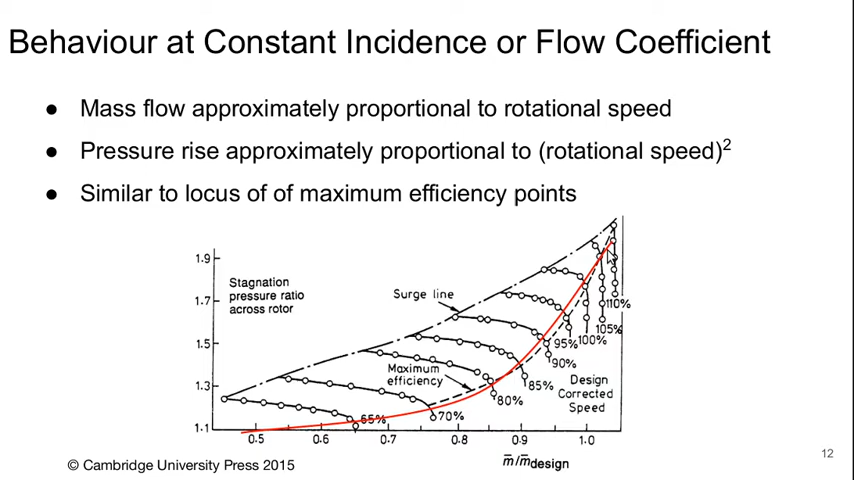 Behaviour at Constant Incidence or Flow Coefficient
● Mass flow approximately proportional to rotational speed
● Pressure rise approximately proportional to (rotational speed)²
● Similar to locus of of maximum efficiency points
1.9
Stagnation
pressure ratio
across rotor
Surge line
1.7
110%
105%
1.5
95%
100%
90%
Maximum
efficiency
1.3
85%
Design
Corrected
Speed
80%
70%
65%
1.1
0.5 0.6 0.7 0.8 0.9 1.0
m̅/m̅design
12
© Cambridge University Press 2015